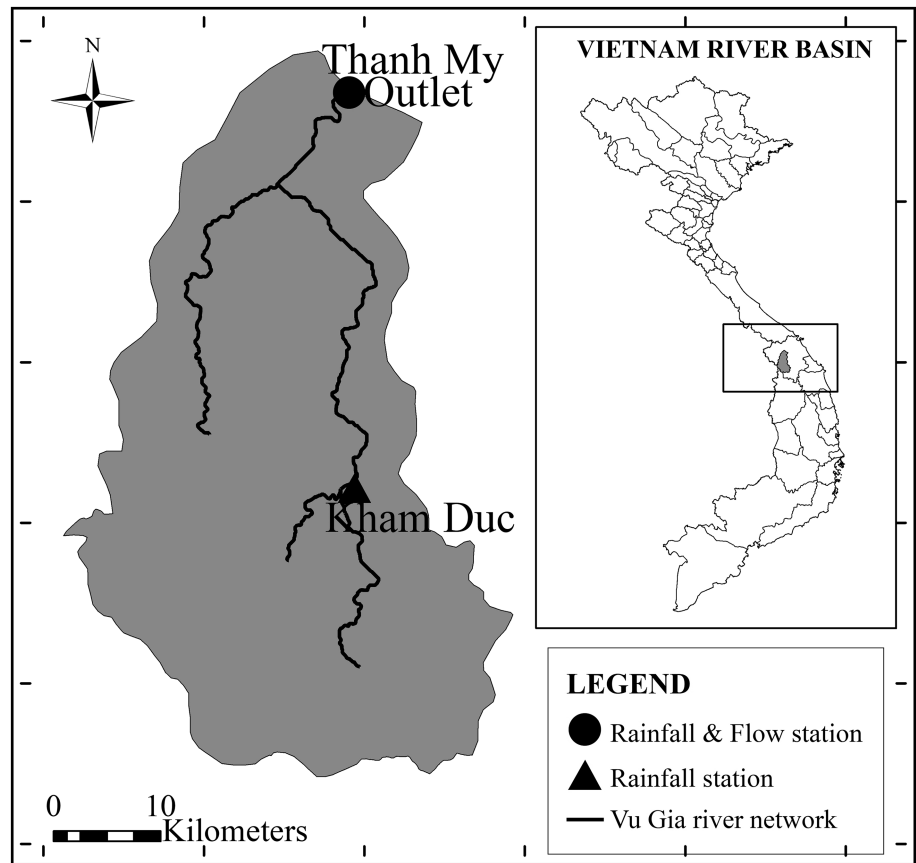 N
Thanh My
Outlet
Kham Duc
0 10
Kilometers
VIETNAM RIVER BASIN
LEGEND
Rainfall & Flow station
Rainfall station
Vu Gia river network